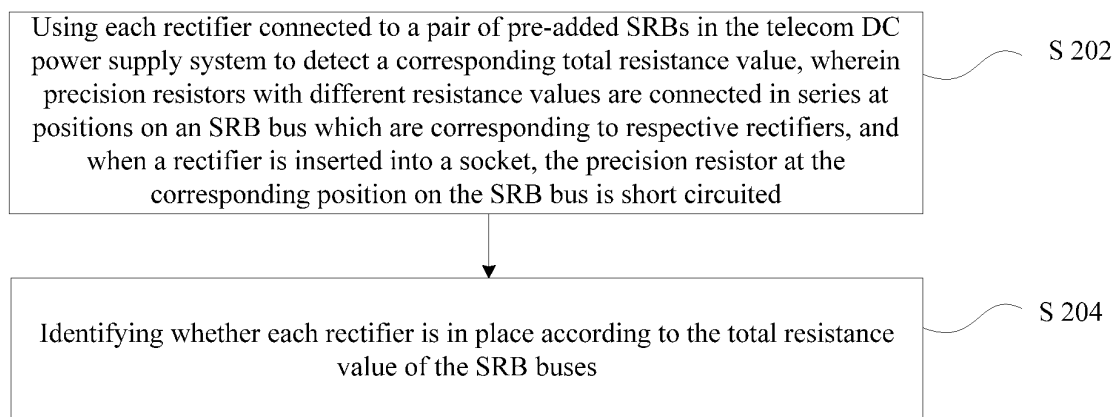 Using each rectifier connected to a pair of pre-added SRBs in the telecom DC
power supply system to detect a corresponding total resistance value, wherein
precision resistors with different resistance values are connected in series at
positions on an SRB bus which are corresponding to respective rectifiers, and
when a rectifier is inserted into a socket, the precision resistor at the
corresponding position on the SRB bus is short circuited
S 202
Identifying whether each rectifier is in place according to the total resistance
value of the SRB buses
S 204